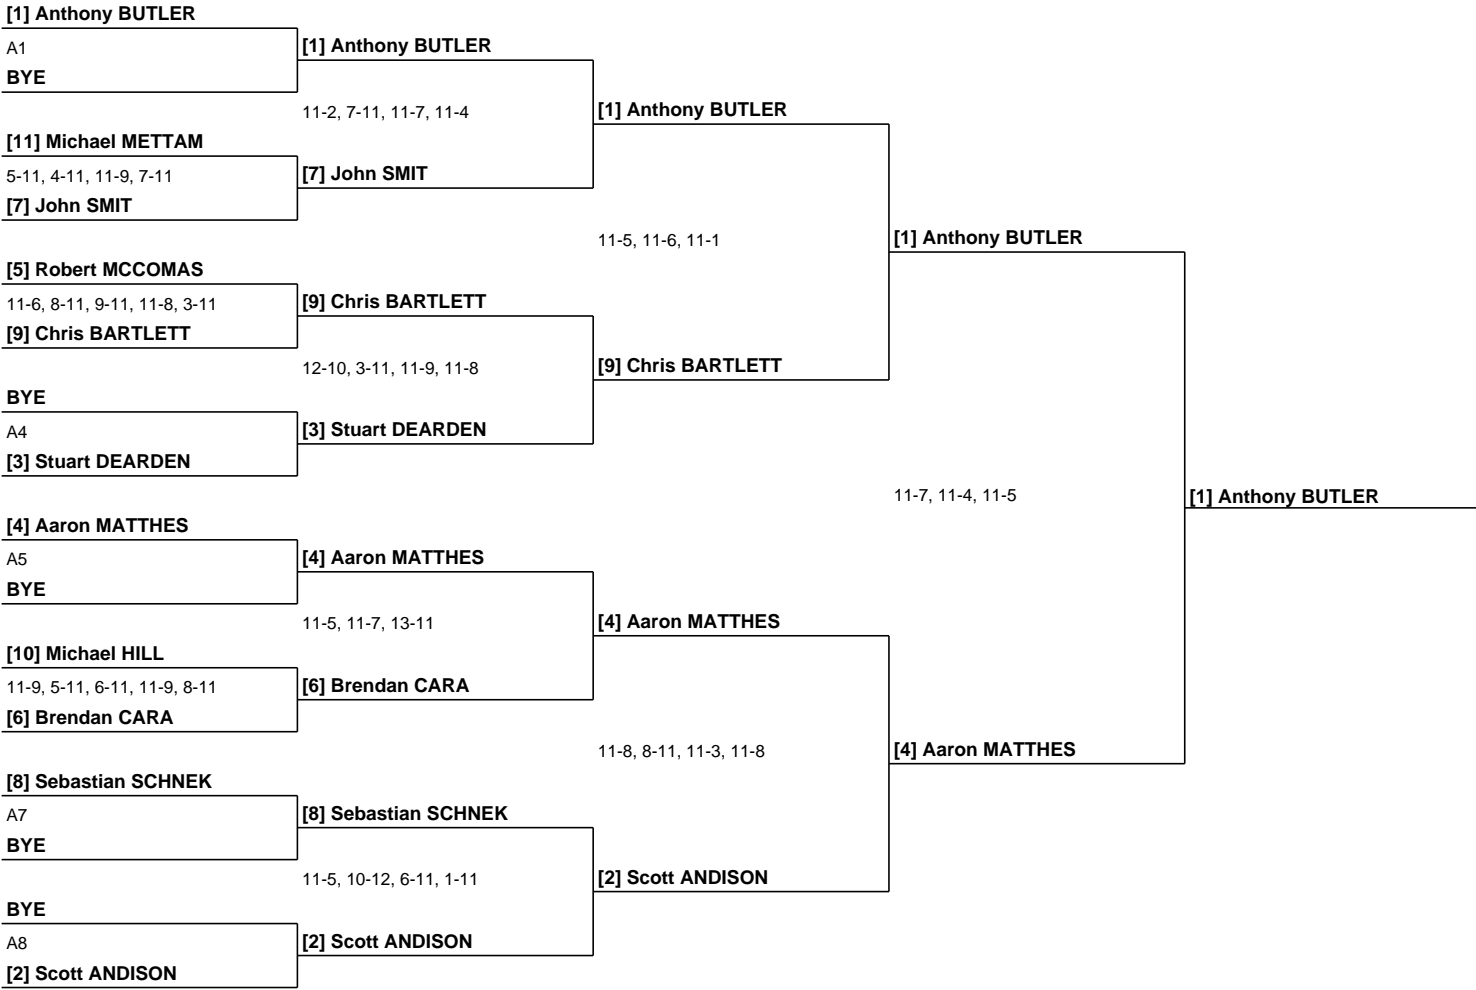 [1] Anthony BUTLER
A1
BYE
[11] Michael METTAM
5-11, 4-11, 11-9, 7-11
[7] John SMIT
[5] Robert MCCOMAS
11-6, 8-11, 9-11, 11-8, 3-11
[9] Chris BARTLETT
BYE
A4
[3] Stuart DEARDEN
[4] Aaron MATTHES
A5
BYE
[10] Michael HILL
11-9, 5-11, 6-11, 11-9, 8-11
[6] Brendan CARA
[8] Sebastian SCHNEK
A7
BYE
BYE
A8
[2] Scott ANDISON
[1] Anthony BUTLER
11-2, 7-11, 11-7, 11-4
[7] John SMIT
[9] Chris BARTLETT
12-10, 3-11, 11-9, 11-8
[3] Stuart DEARDEN
[4] Aaron MATTHES
11-5, 11-7, 13-11
[6] Brendan CARA
[8] Sebastian SCHNEK
11-5, 10-12, 6-11, 1-11
[2] Scott ANDISON
[1] Anthony BUTLER
11-5, 11-6, 11-1
[9] Chris BARTLETT
[4] Aaron MATTHES
11-8, 8-11, 11-3, 11-8
[2] Scott ANDISON
[1] Anthony BUTLER
11-7, 11-4, 11-5
[4] Aaron MATTHES
[1] Anthony BUTLER